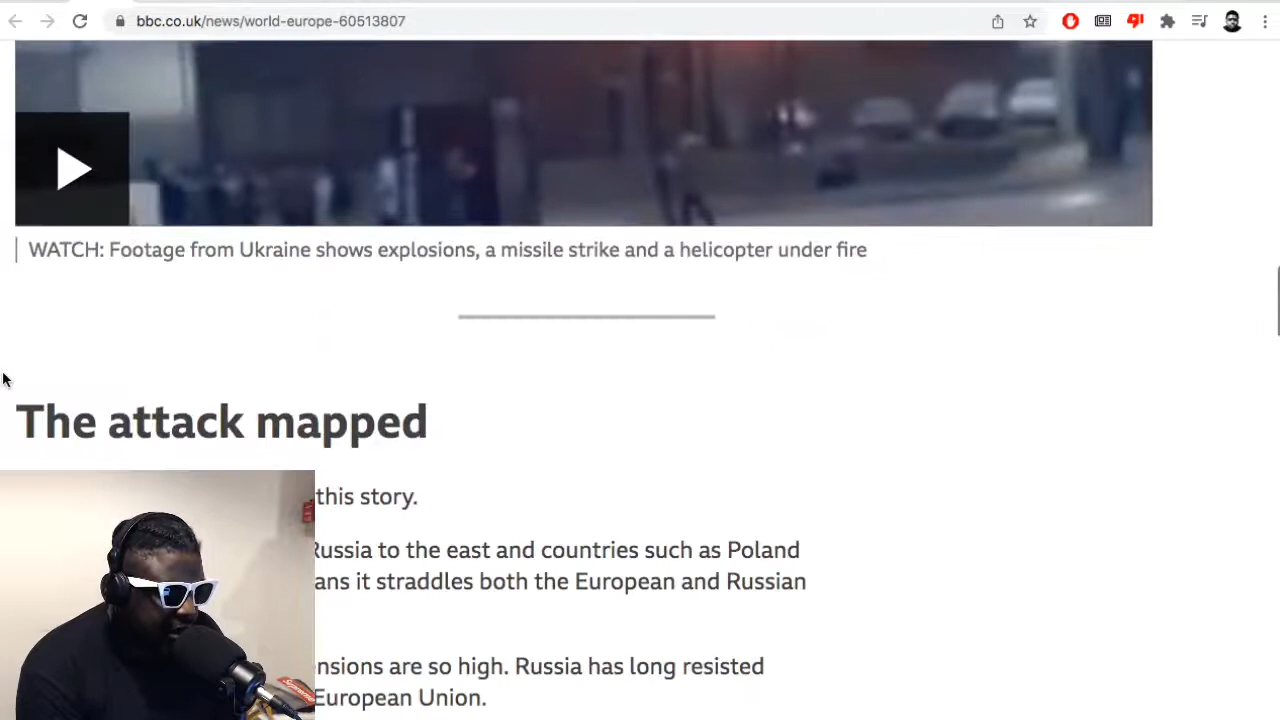 bbc.co.uk/news/world-europe-60513807
WATCH: Footage from Ukraine shows explosions, a missile strike and a helicopter under fire
The attack mapped
this story.
Russia to the east and countries such as Poland
ans it straddles both the European and Russian
ensions are so high. Russia has long resisted
European Union.
Supreme